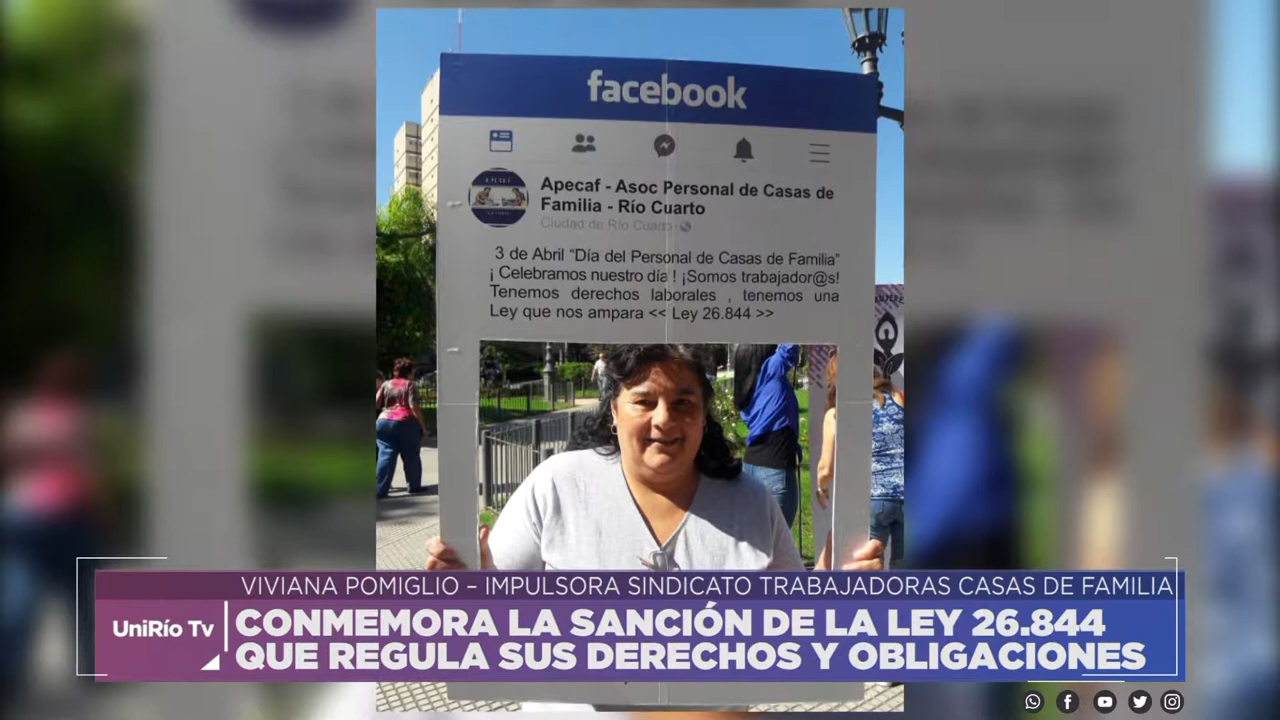 facebook
Apecaf - Asoc Personal de Casas de
Familia - Río Cuarto
Ciudad de Río Cuarto
3 de Abril “Día del Personal de Casas de Familia”
¡ Celebramos nuestro día ! ¡Somos trabajador@s!
Tenemos derechos laborales , tenemos una
Ley que nos ampara << Ley 26.844 >>
VIVIANA POMIGLIO – IMPULSORA SINDICATO TRABAJADORAS CASAS DE FAMILIA
UniRío Tv
CONMEMORA LA SANCIÓN DE LA LEY 26.844
QUE REGULA SUS DERECHOS Y OBLIGACIONES